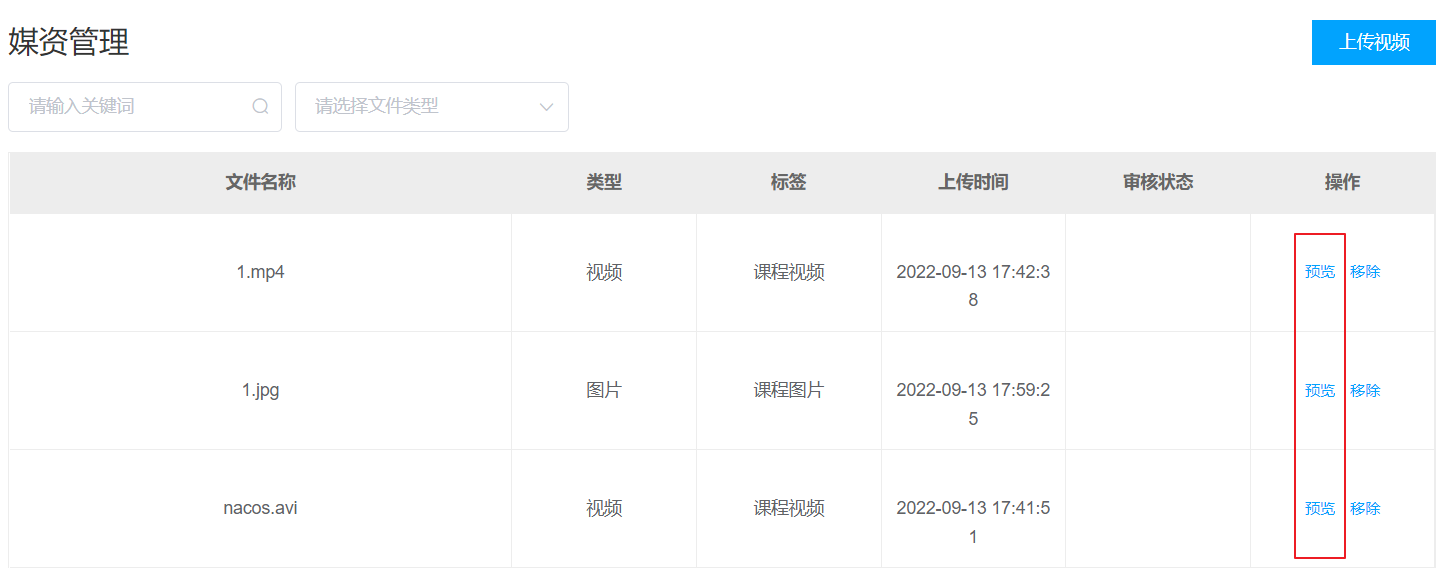 媒资管理
上传视频
请输入关键词
请选择文件类型
文件名称 类型 标签 上传时间 审核状态 操作
1.mp4 视频 课程视频 2022-09-13 17:42:3 预览 移除
8
1.jpg 图片 课程图片 2022-09-13 17:59:2 预览 移除
5
nacos.avi 视频 课程视频 2022-09-13 17:41:5 预览 移除
1